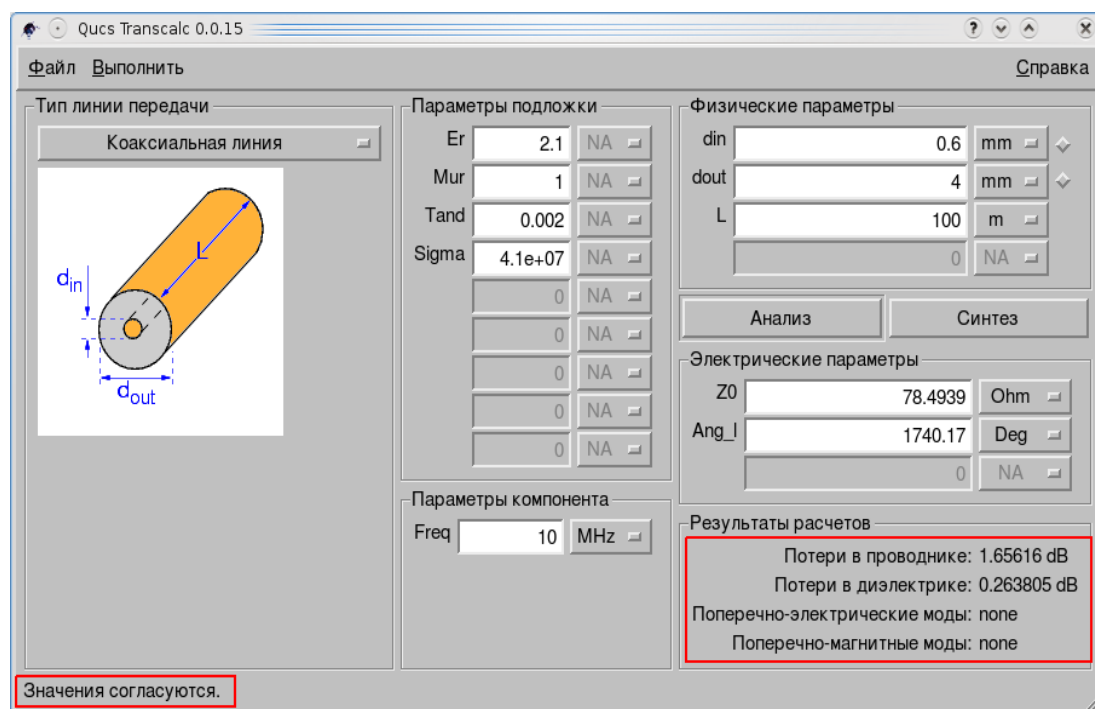 Qucs Transcalc 0.0.15
Файл Выполнить Справка
Тип линии передачи
Коаксиальная линия
L
din
dout
Параметры подложки
Er 2.1 NA
Mur 1 NA
Tand 0.002 NA
Sigma 4.1e+07 NA
0 NA
0 NA
0 NA
0 NA
0 NA
Параметры компонента
Freq 10 MHz
Физические параметры
din 0.6 mm
dout 4 mm
L 100 m
0 NA
Анализ Синтез
Электрические параметры
Z0 78.4939 Ohm
Ang_l 1740.17 Deg
0 NA
Результаты расчетов
Потери в проводнике: 1.65616 dB
Потери в диэлектрике: 0.263805 dB
Поперечно-электрические моды: none
Поперечно-магнитные моды: none
Значения согласуются.